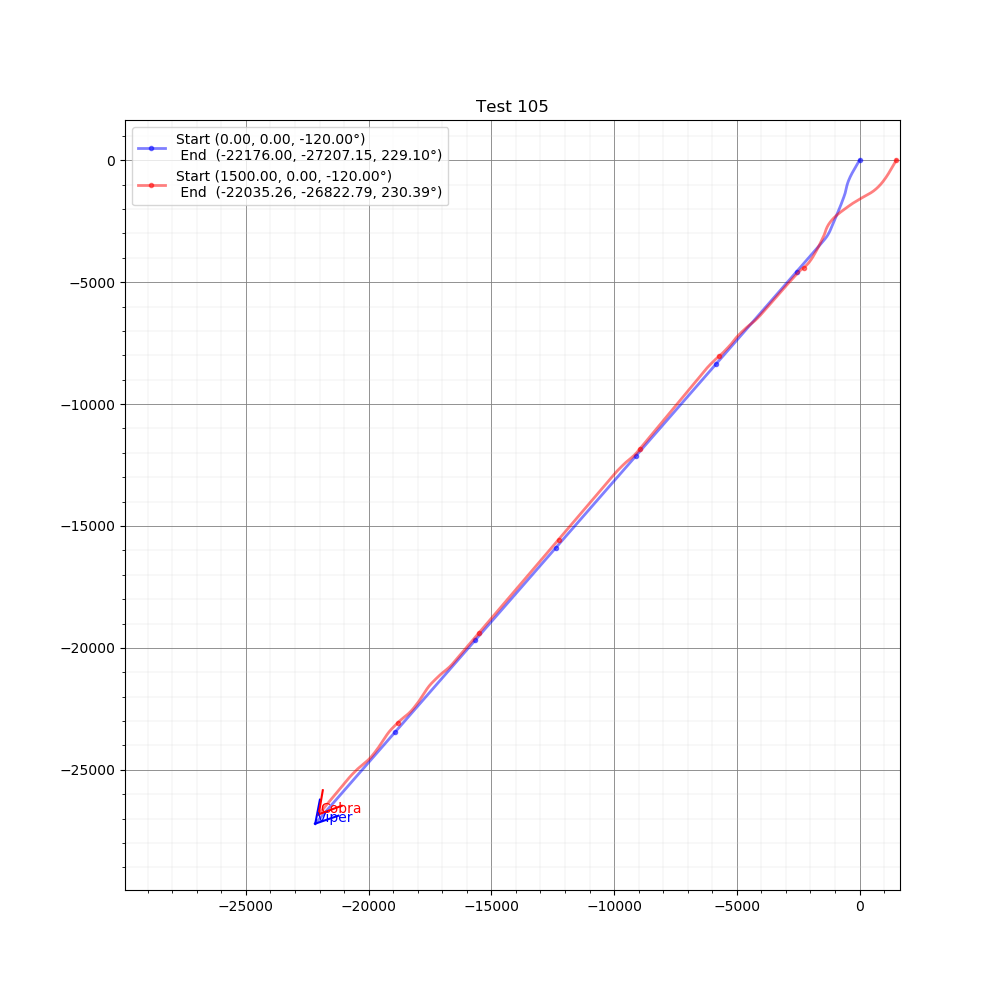 Test 105
Start (0.00, 0.00, -120.00°)
End (-22176.00, -27207.15, 229.10°)
Start (1500.00, 0.00, -120.00°)
End (-22035.26, -26822.79, 230.39°)
0
−5000
−10000
−15000
−20000
−25000
Cobra
Viper
−25000
−20000
−15000
−10000
−5000
0